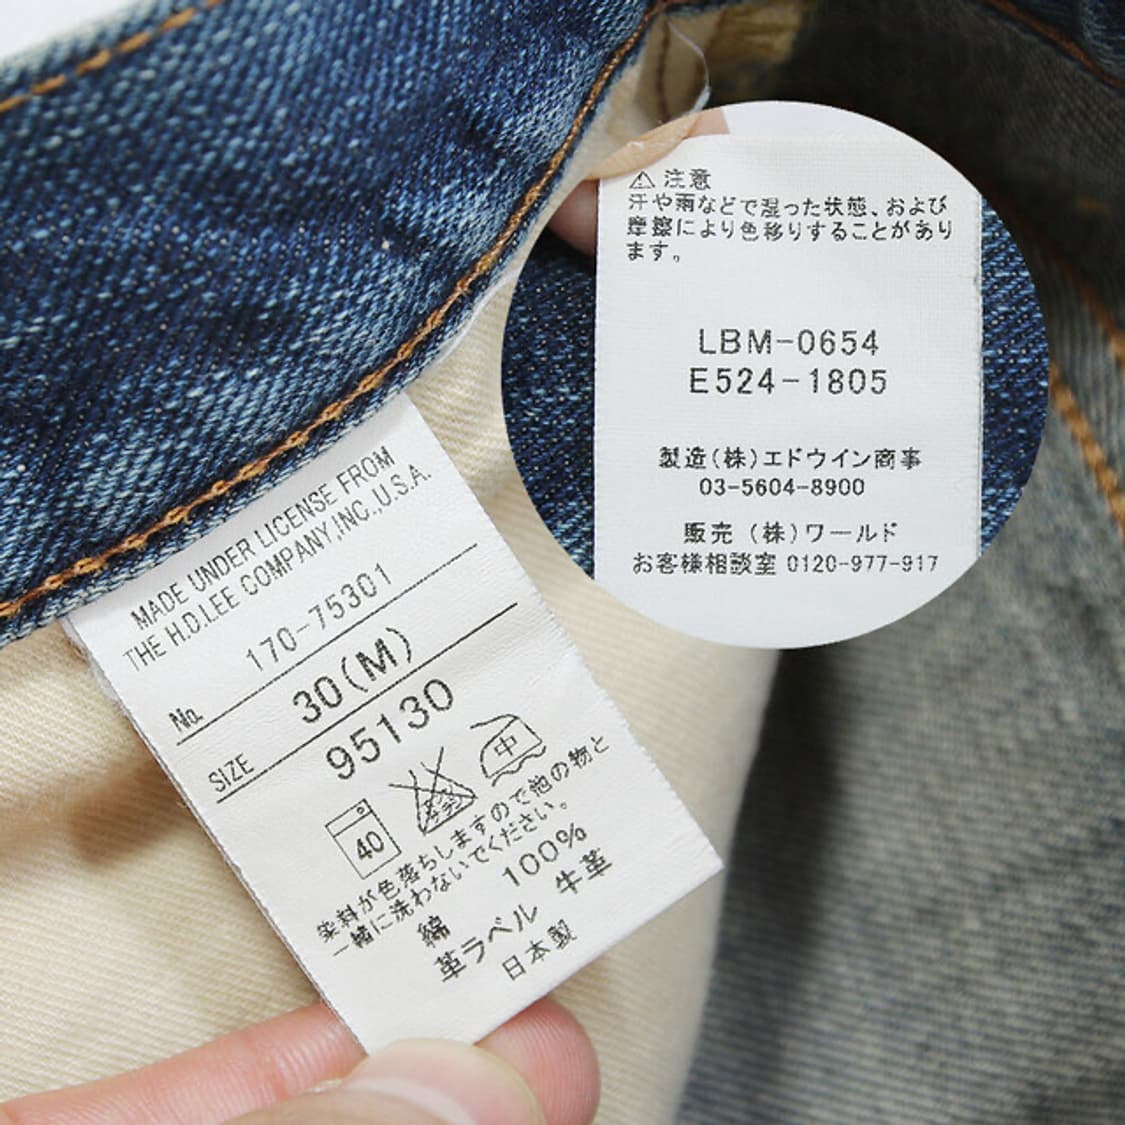 MADE UNDER LICENSE FROM
THE H.D.LEE COMPANY,INC.,U.S.A.
No. 170-75301
SIZE 30(M)
95130
40 エンソサラシ 中
染料が色落ちしますので他の物と
一緒に洗わないでください。
綿 100%
革ラベル 牛革
日本製
注意
汗や雨などで湿った状態、および
摩擦により色移りすることがあり
ます。
LBM-0654
E524-1805
製造(株)エドウイン商事
03-5604-8900
販売 (株)ワールド
お客様相談室 0120-977-917